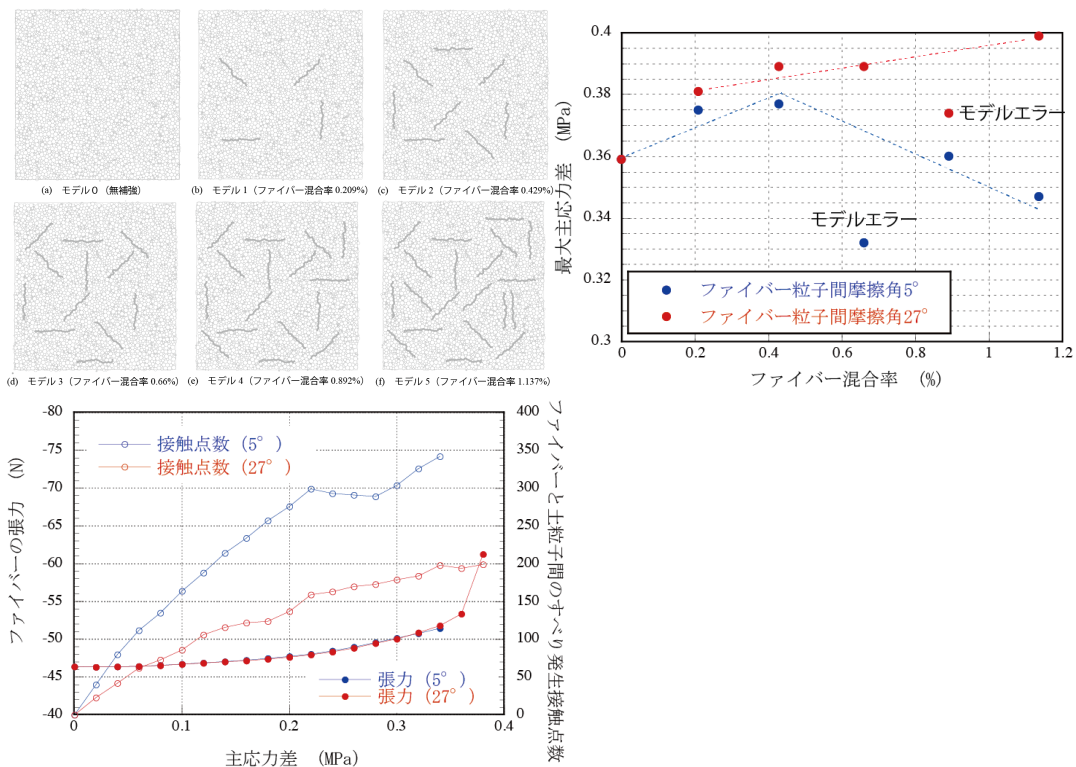 (a) モデル０（無補強）
(b) モデル 1（ファイバー混合率 0.209%）
(c) モデル 2（ファイバー混合率 0.429%）
(d) モデル 3（ファイバー混合率 0.66%）
(e) モデル 4（ファイバー混合率 0.892%）
(f) モデル 5（ファイバー混合率 1.137%）
最大主応力差 (MPa)
0.4
0.38
0.36
0.34
0.32
0.3
モデルエラー
モデルエラー
ファイバー粒子間摩擦角5°
ファイバー粒子間摩擦角27°
0 0.2 0.4 0.6 0.8 1 1.2
ファイバー混合率 (%)
ファイバーの張力 (N)
-80
-75
-70
-65
-60
-55
-50
-45
-40
接触点数（5°）
接触点数（27°）
張力（5°）
張力（27°）
400
350
300
250
200
150
100
50
0
ファイバーと土粒子間のすべり発生接触点数
0 0.1 0.2 0.3 0.4
主応力差 (MPa)